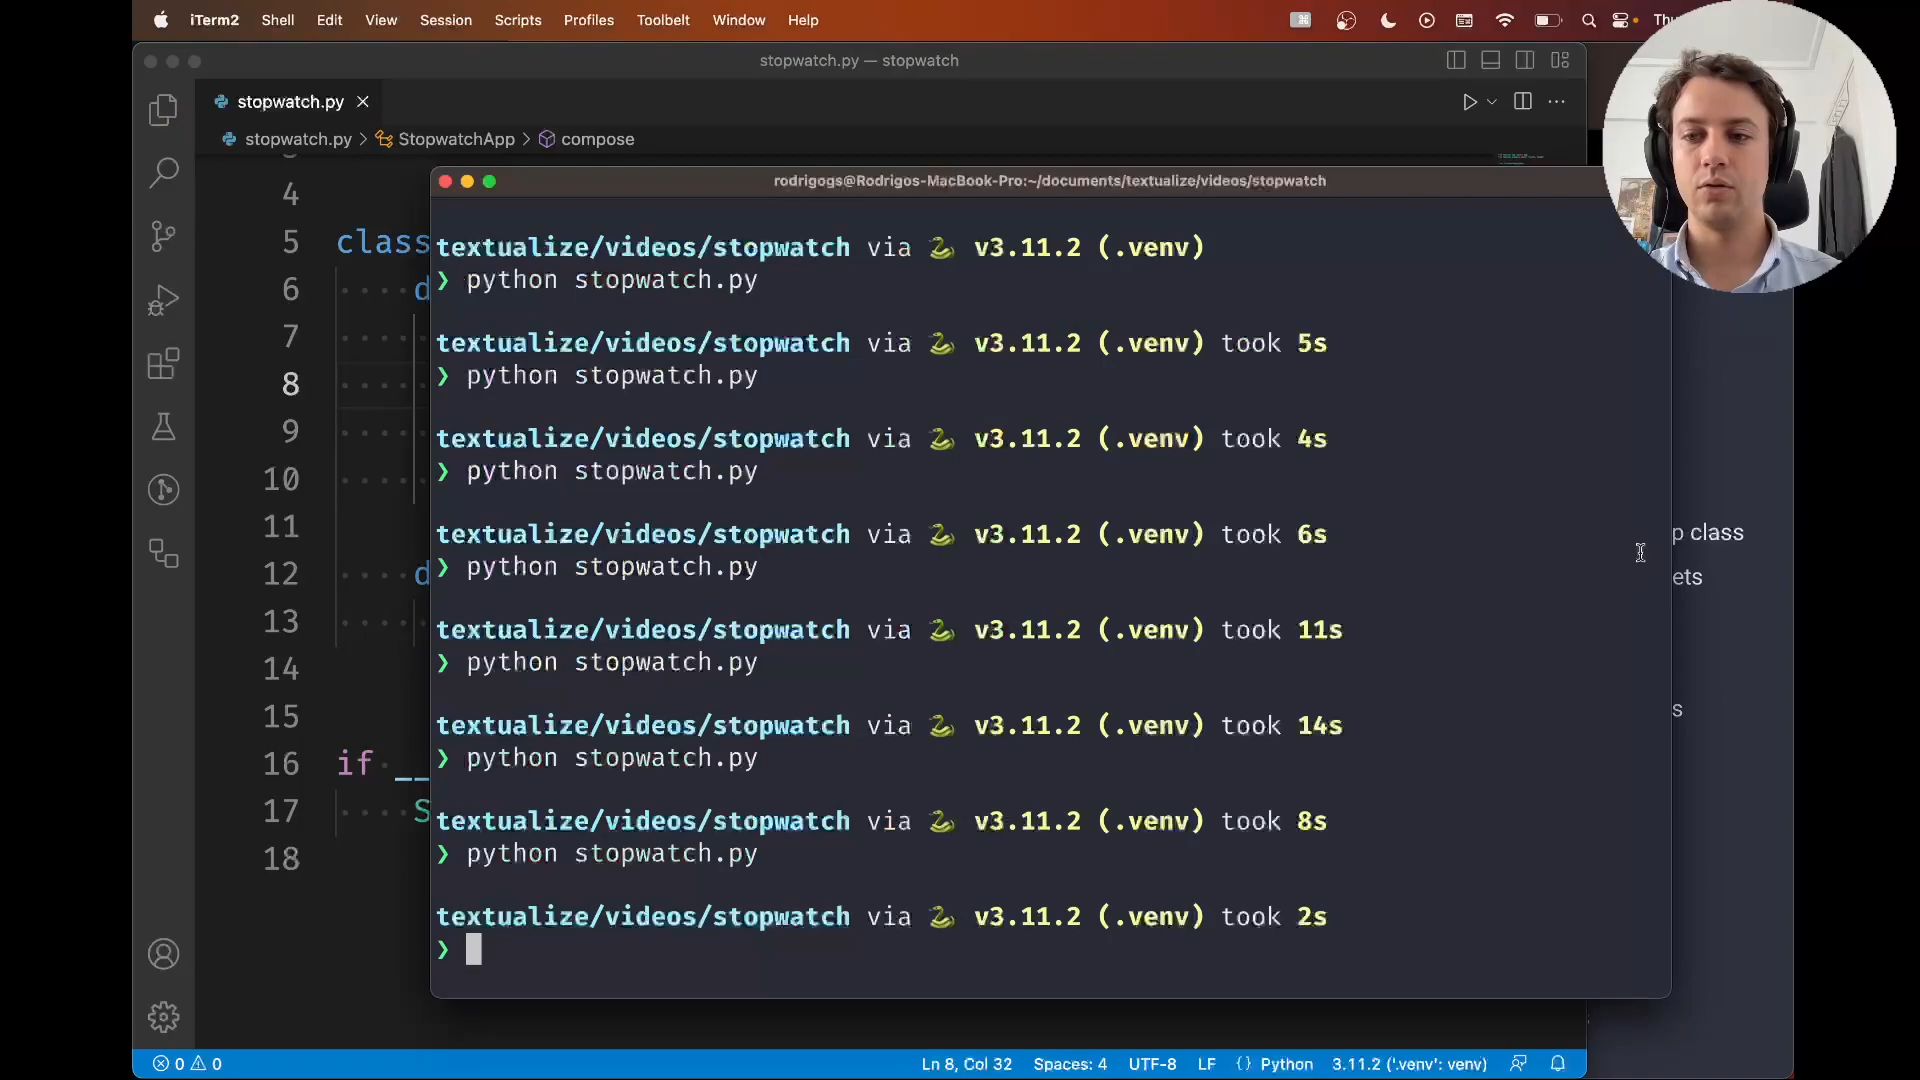 iTerm2 Shell Edit View Session Scripts Profiles Toolbelt Window Help
stopwatch.py — stopwatch
stopwatch.py
stopwatch.py > StopwatchApp > compose
rodrigogs@Rodrigos-MacBook-Pro:~/documents/textualize/videos/stopwatch
4
5 class
6 d
7
8
9
10
11
12 d
13
14
15
16 if __
17 S
18
textualize/videos/stopwatch via 🐍 v3.11.2 (.venv)
❯ python stopwatch.py
textualize/videos/stopwatch via 🐍 v3.11.2 (.venv) took 5s
❯ python stopwatch.py
textualize/videos/stopwatch via 🐍 v3.11.2 (.venv) took 4s
❯ python stopwatch.py
textualize/videos/stopwatch via 🐍 v3.11.2 (.venv) took 6s
❯ python stopwatch.py
textualize/videos/stopwatch via 🐍 v3.11.2 (.venv) took 11s
❯ python stopwatch.py
textualize/videos/stopwatch via 🐍 v3.11.2 (.venv) took 14s
❯ python stopwatch.py
textualize/videos/stopwatch via 🐍 v3.11.2 (.venv) took 8s
❯ python stopwatch.py
textualize/videos/stopwatch via 🐍 v3.11.2 (.venv) took 2s
❯
p class
ets
s
0 0 Ln 8, Col 32 Spaces: 4 UTF-8 LF {} Python 3.11.2 ('.venv': venv)